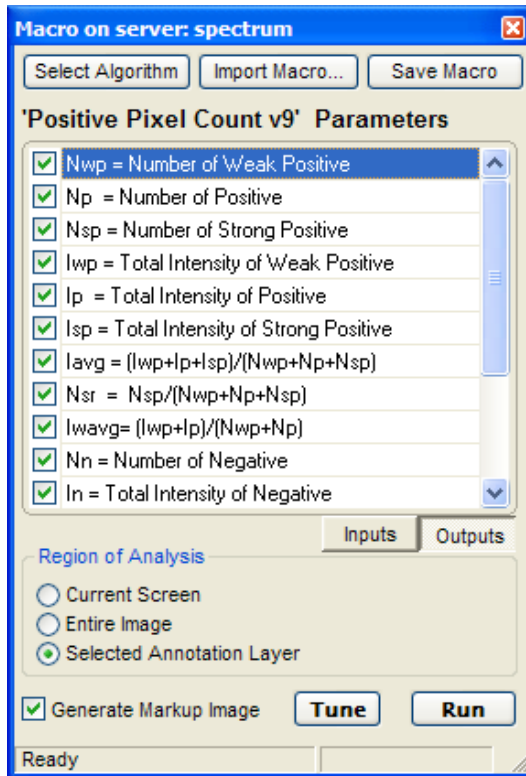 Macro on server: spectrum
Select Algorithm Import Macro... Save Macro
'Positive Pixel Count v9' Parameters
Nwp = Number of Weak Positive
Np = Number of Positive
Nsp = Number of Strong Positive
Iwp = Total Intensity of Weak Positive
Ip = Total Intensity of Positive
Isp = Total Intensity of Strong Positive
Iavg = (Iwp+Ip+Isp)/(Nwp+Np+Nsp)
Nsr = Nsp/(Nwp+Np+Nsp)
Iwavg= (Iwp+Ip)/(Nwp+Np)
Nn = Number of Negative
In = Total Intensity of Negative
Inputs Outputs
Region of Analysis
Current Screen
Entire Image
Selected Annotation Layer
Generate Markup Image Tune Run
Ready